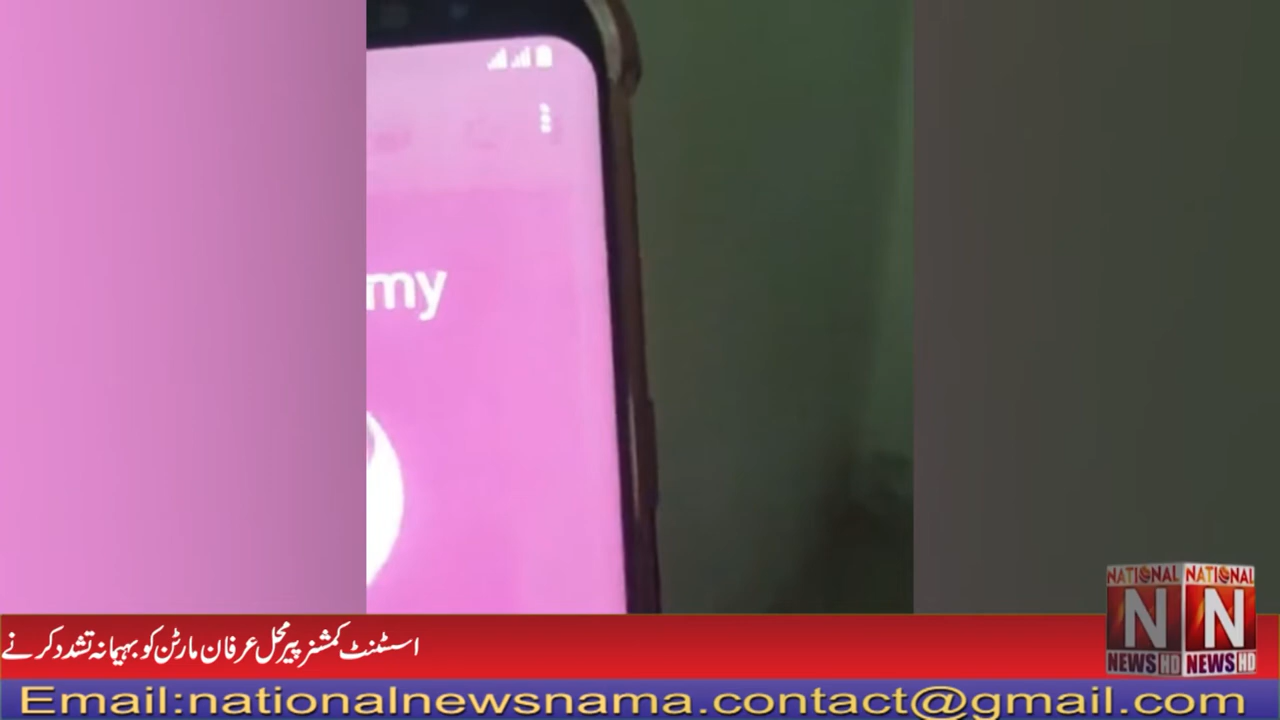 my
NATIONAL NATIONAL
N N
NEWS HD NEWS HD
اسسٹنٹ کمشنر پیر محل عرفان مارٹن کو بہیمانہ تشدد کرنے
Email:nationalnewsnama.contact@gmail.com